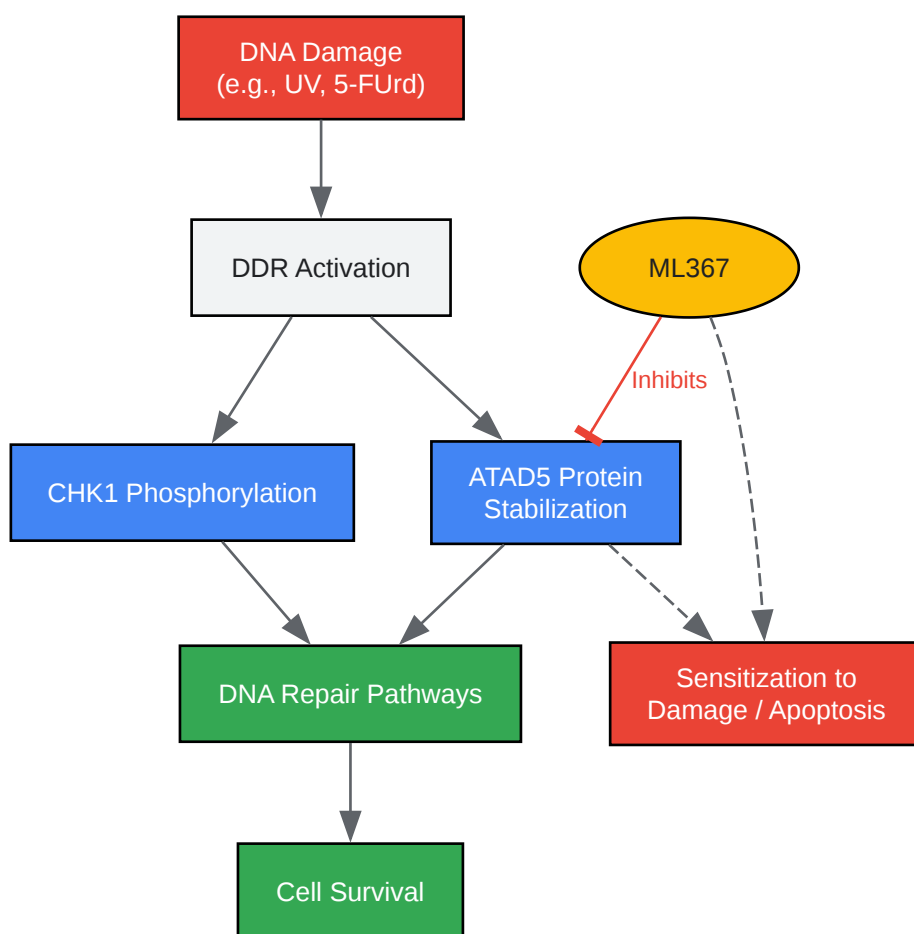 DNA Damage
(e.g., UV, 5-FUrd)
DDR Activation
ML367
Inhibits
CHK1 Phosphorylation
ATAD5 Protein
Stabilization
DNA Repair Pathways
Sensitization to
Damage / Apoptosis
Cell Survival